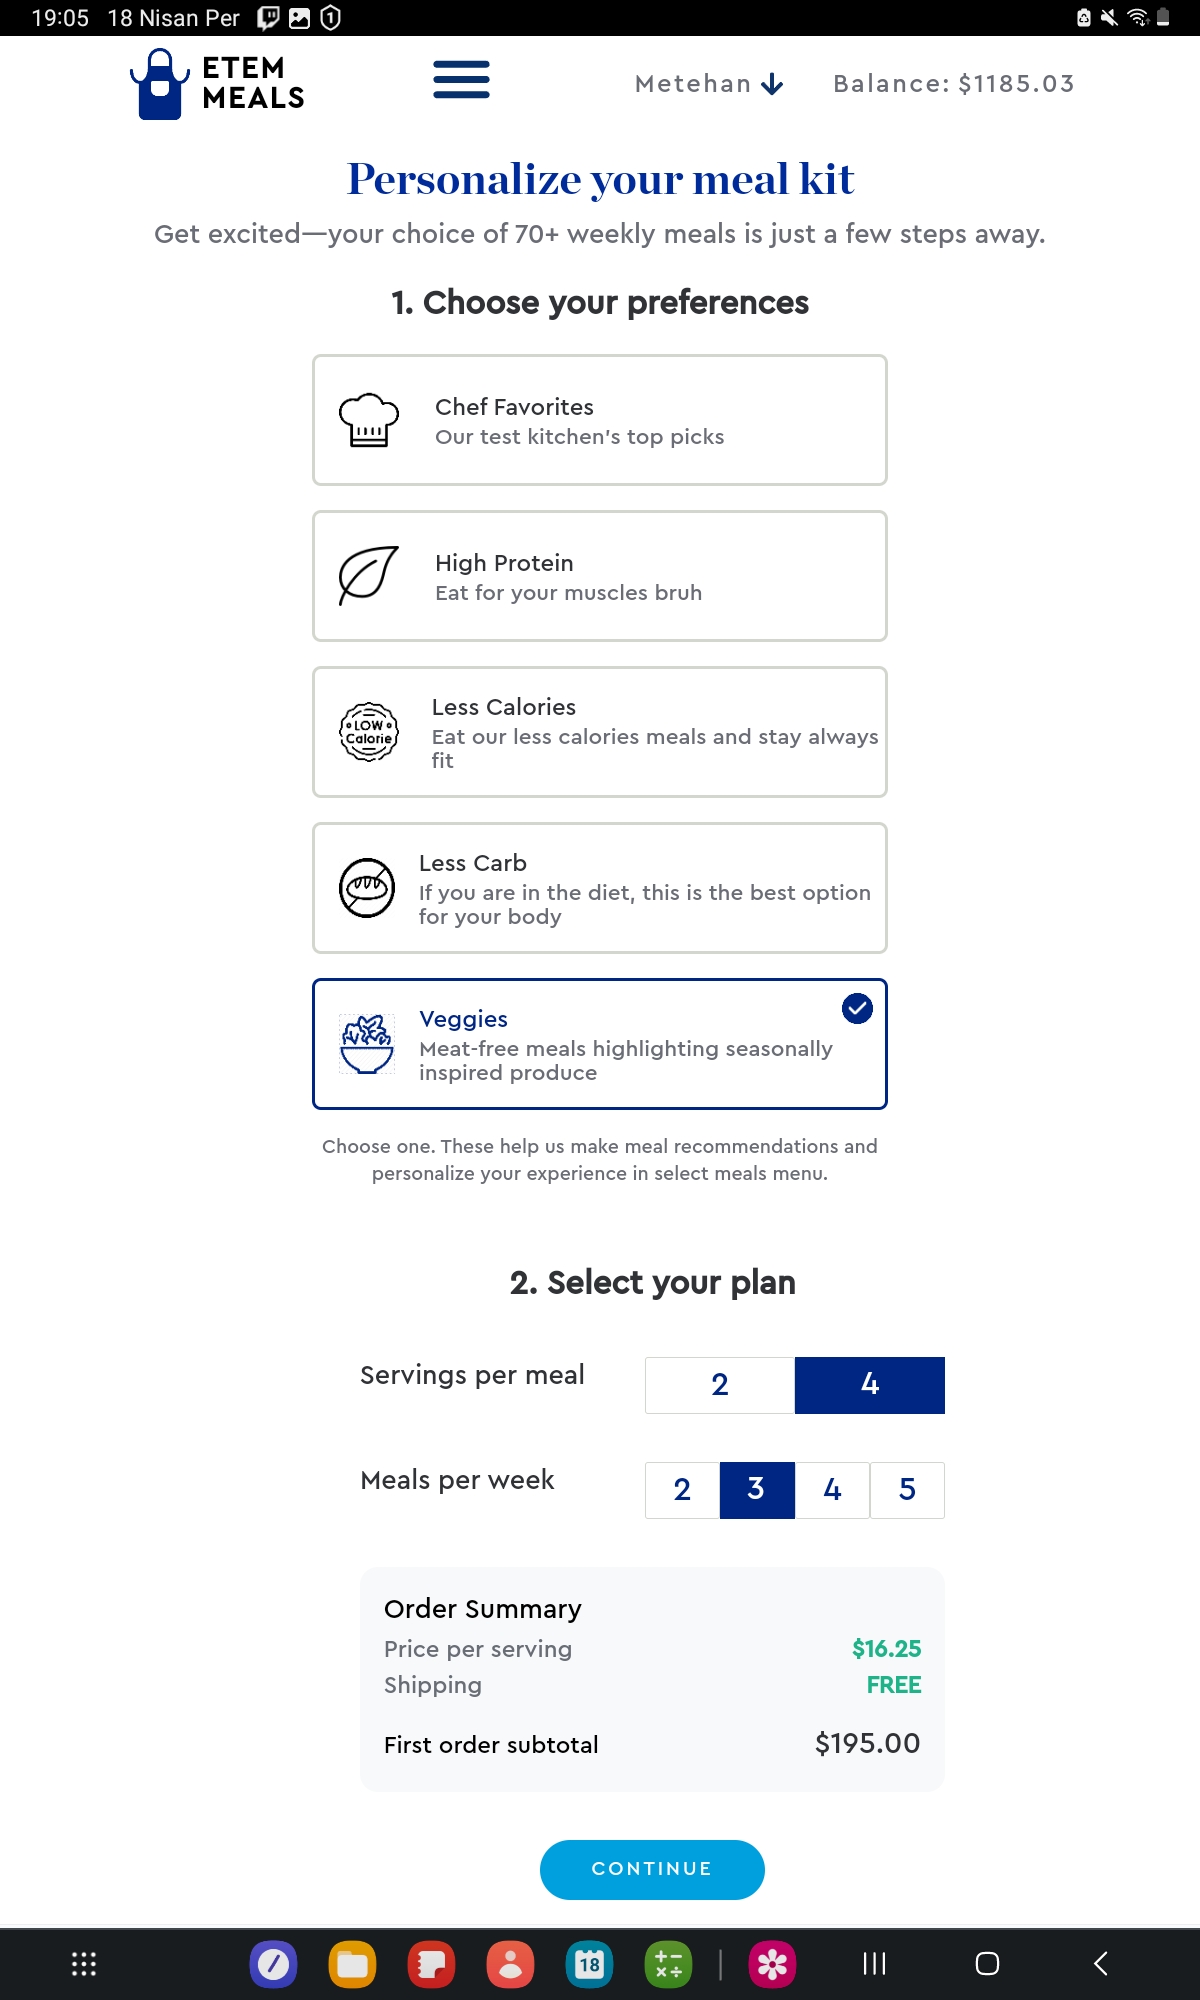 19:05 18 Nisan Per
ETEM
MEALS
Metehan
Balance: $1185.03
Personalize your meal kit
Get excited—your choice of 70+ weekly meals is just a few steps away.
1. Choose your preferences
Chef Favorites
Our test kitchen's top picks
High Protein
Eat for your muscles bruh
LOW
Calorie
Less Calories
Eat our less calories meals and stay always
fit
Less Carb
If you are in the diet, this is the best option
for your body
Veggies
Meat-free meals highlighting seasonally
inspired produce
Choose one. These help us make meal recommendations and
personalize your experience in select meals menu.
2. Select your plan
Servings per meal
2 4
Meals per week
2 3 4 5
Order Summary
Price per serving $16.25
Shipping FREE
First order subtotal $195.00
CONTINUE
18